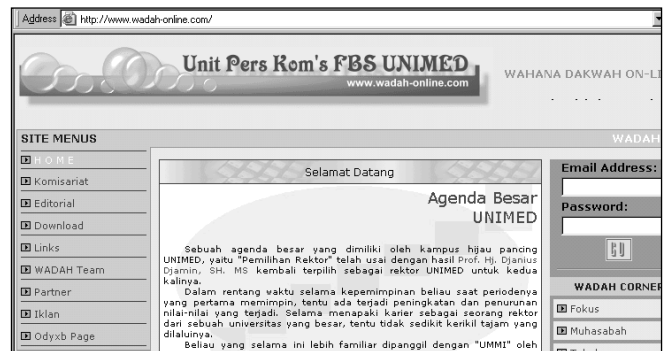 Address http://www.wadah-online.com/
Unit Pers Kom's FBS UNIMED
www.wadah-online.com
WAHANA DAKWAH ON-LI
SITE MENUS
WADAH
HOME
Komisariat
Editorial
Download
Links
WADAH Team
Partner
Iklan
Odyxb Page
Selamat Datang
Agenda Besar
UNIMED
Sebuah agenda besar yang dimiliki oleh kampus hijau pancing
UNIMED, yaitu "Pemilihan Rektor" telah usai dengan hasil Prof. Hj. Djanius
Djamin, SH. MS kembali terpilih sebagai rektor UNIMED untuk kedua
kalinya.
Dalam rentang waktu selama kepemimpinan beliau saat periodenya
yang pertama memimpin, tentu ada terjadi peningkatan dan penurunan
nilai-nilai yang terjadi. Selama menapaki karier sebagai seorang rektor
dari sebuah universitas yang besar, tentu tidak sedikit kerikil tajam yang
dilaluinya.
Beliau yang selama ini lebih familiar dipanggil dengan "UMMI" oleh
Email Address:
Password:
GO
WADAH CORNER
Fokus
Muhasabah